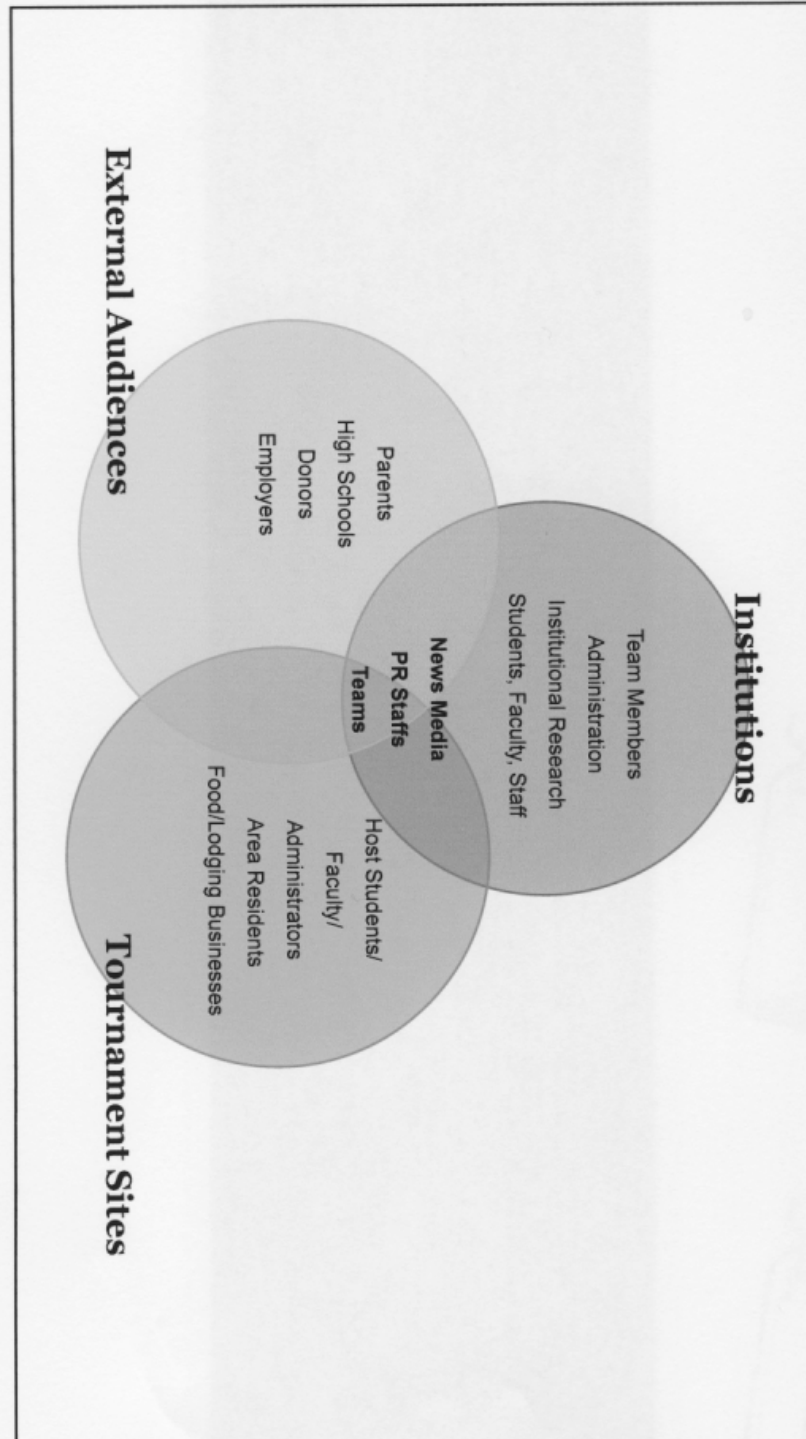 Institutions
Team Members
Administration
Institutional Research
Students, Faculty, Staff
News Media
PR Staffs
Teams
Parents
High Schools
Donors
Employers
Host Students/
Faculty/
Administrators
Area Residents
Food/Lodging Businesses
External Audiences
Tournament Sites